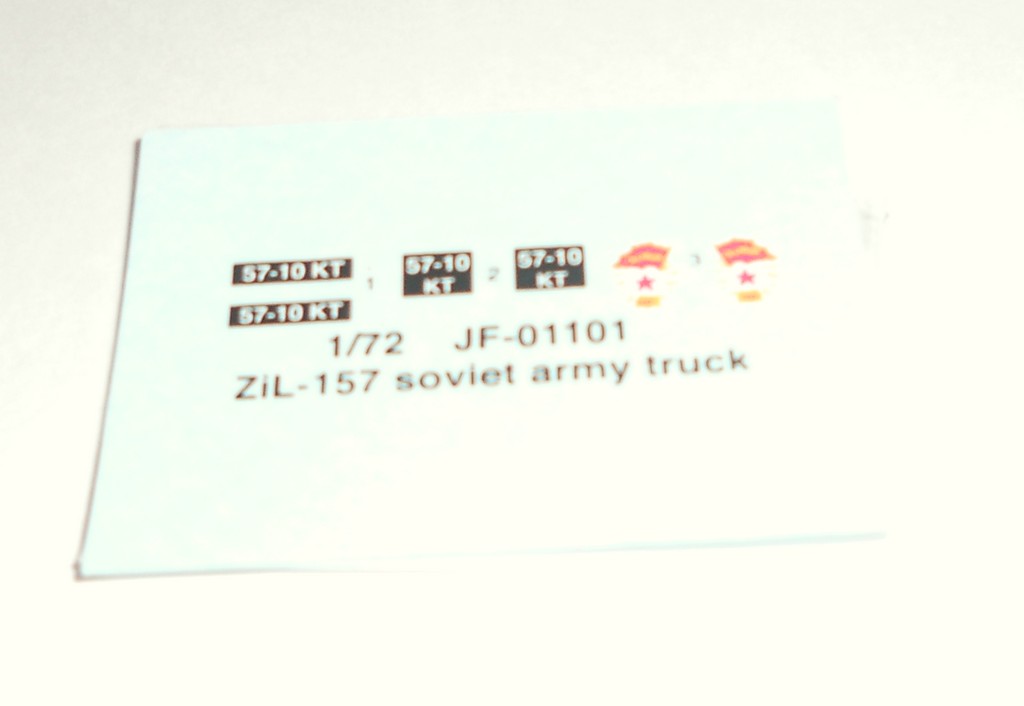 57-10 KT
57-10 KT
1
57-10
KT
2
57-10
KT
3
1/72 JF-01101
ZiL-157 soviet army truck